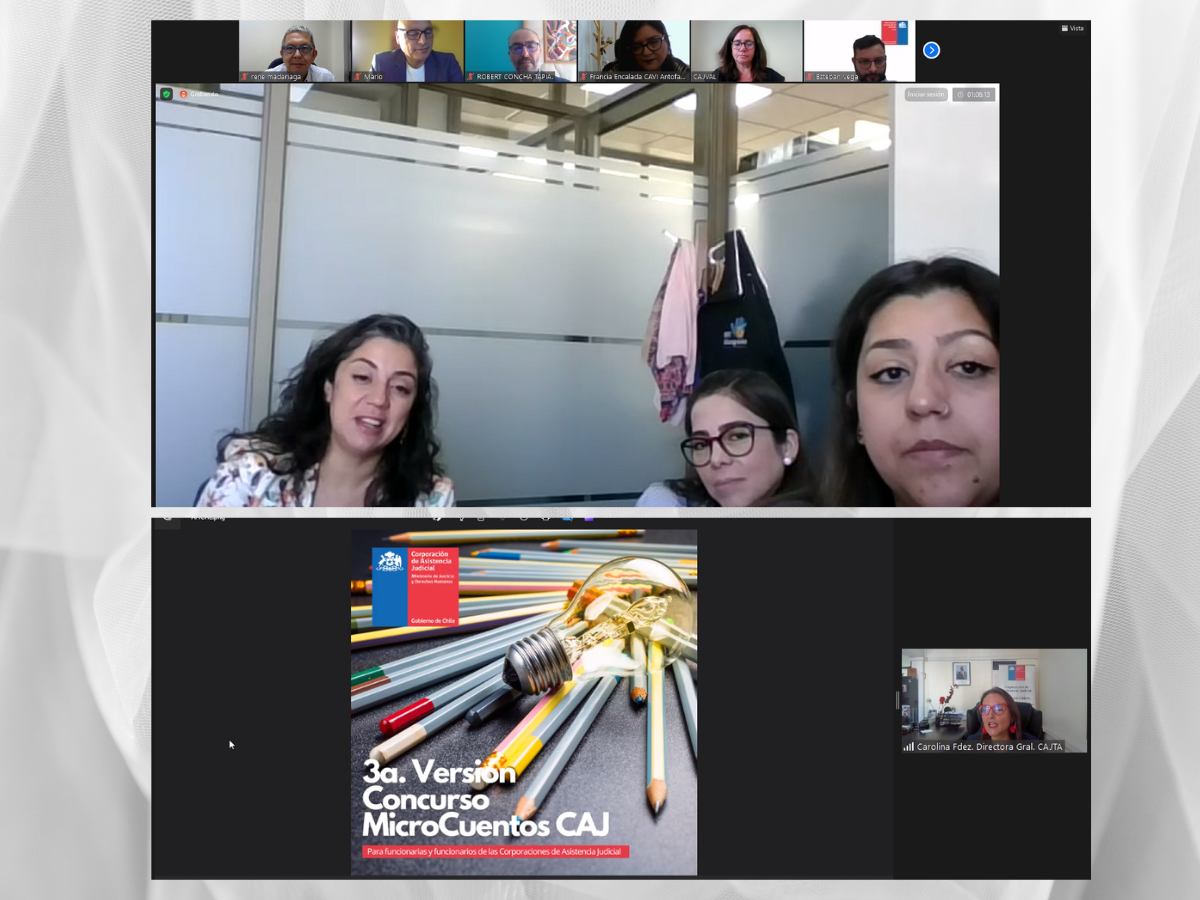 Vista
rene madariaga
Mario
ROBERT CONCHA TAPIA.
Francia Encalada CAVI Antofa...
CAJVAL
Esteban Vega
Grabando
Iniciar sesión
01:08:13
Corporación
de Asistencia
Judicial
Ministerio de Justicia
y Derechos Humanos
Gobierno de Chile
3a. Versión
Concurso
MicroCuentos CAJ
Para funcionarias y funcionarios de las Corporaciones de Asistencia Judicial
Carolina Fdez. Directora Gral. CAJTA